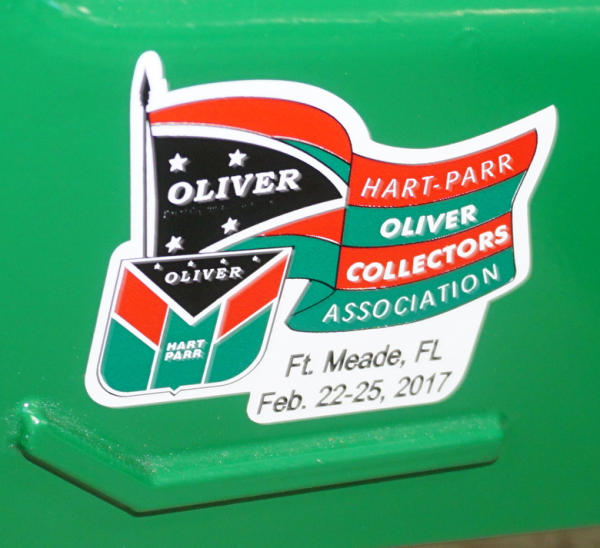 OLIVER
HART-PARR
OLIVER
COLLECTORS
ASSOCIATION
OLIVER
HART
PARR
Ft. Meade, FL
Feb. 22-25, 2017